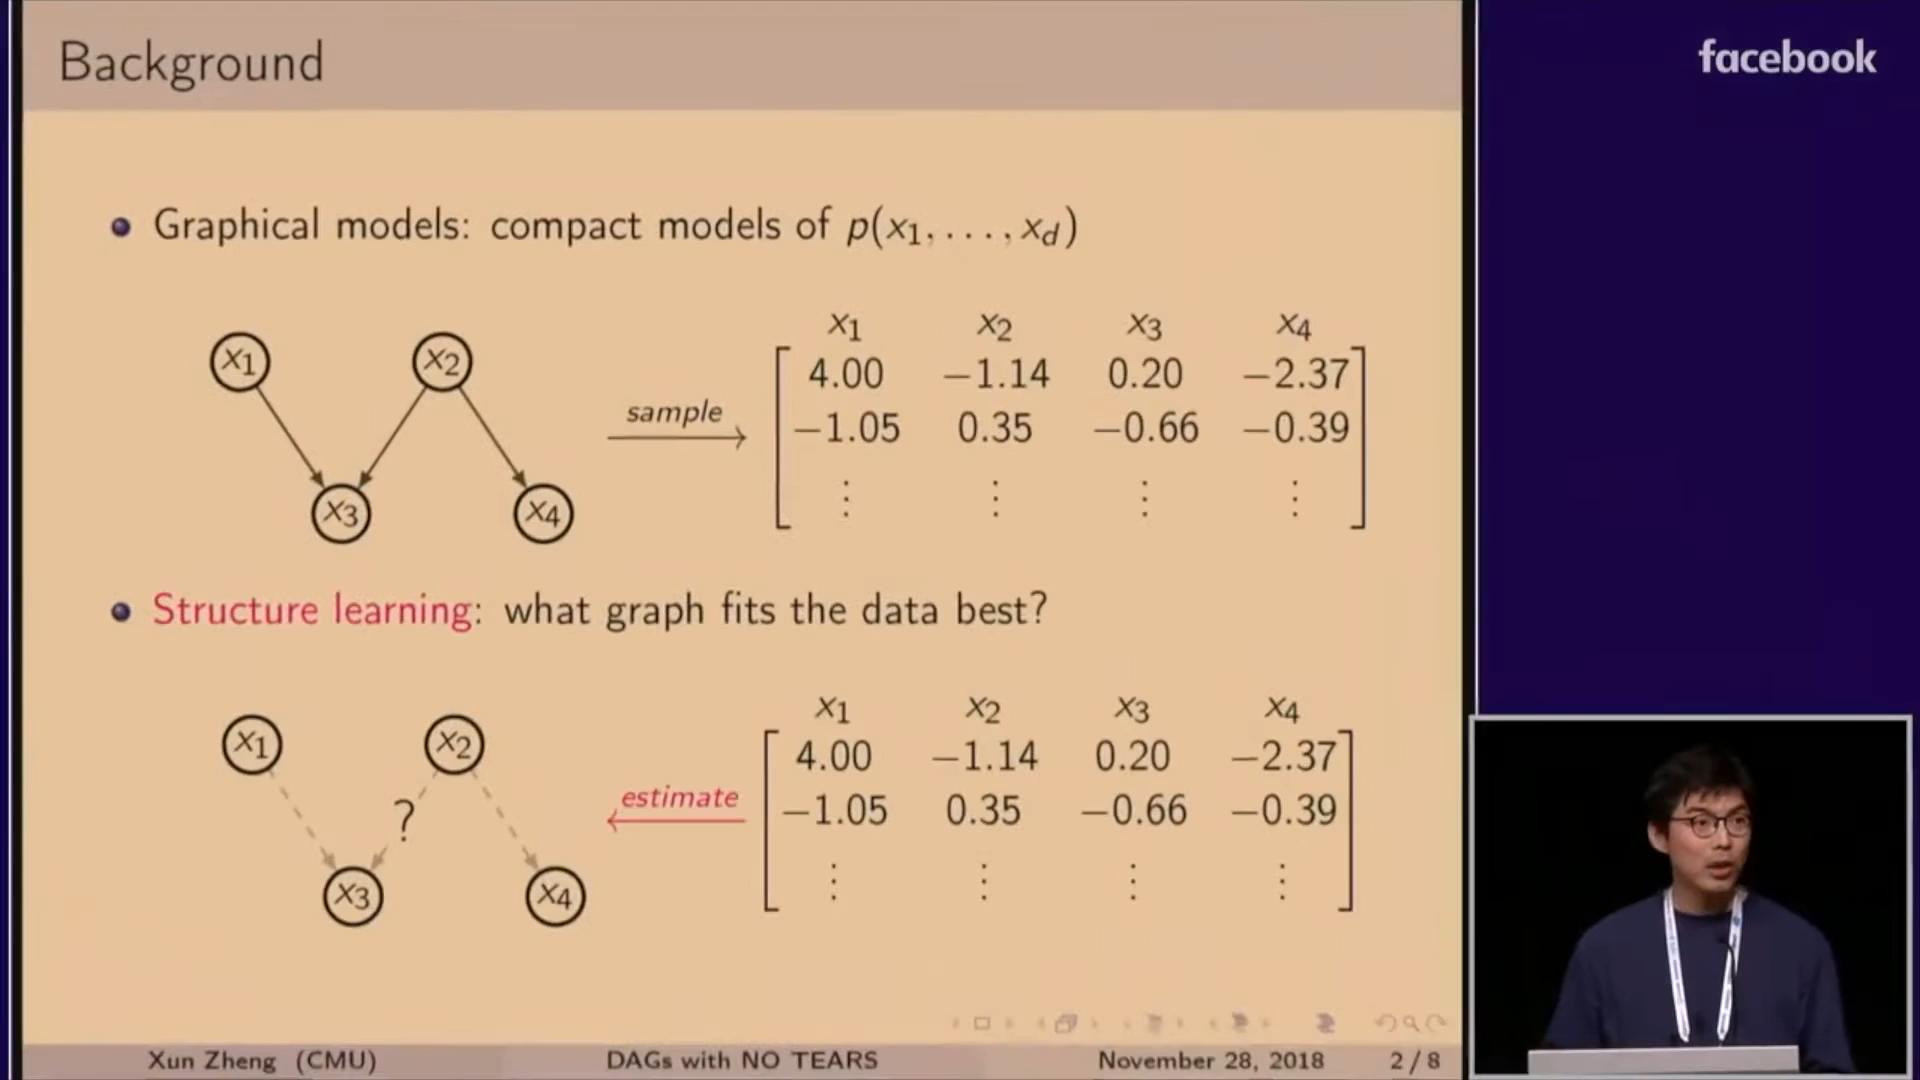 Background
facebook
Graphical models: compact models of p(x1, . . . , xd)
x1 x2 x3 x4
sample
x1 x2 x3 x4
4.00 −1.14 0.20 −2.37
−1.05 0.35 −0.66 −0.39
⋮ ⋮ ⋮ ⋮
Structure learning: what graph fits the data best?
x1 x2 x3 x4
?
estimate
x1 x2 x3 x4
4.00 −1.14 0.20 −2.37
−1.05 0.35 −0.66 −0.39
⋮ ⋮ ⋮ ⋮
Xun Zheng (CMU) DAGs with NO TEARS November 28, 2018 2 / 8